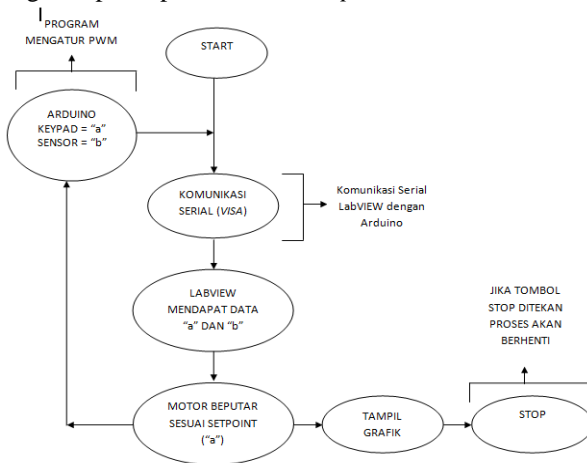 PROGRAM
MENGATUR PWM
START
ARDUINO
KEYPAD = “a”
SENSOR = “b”
KOMUNIKASI
SERIAL (VISA)
Komunikasi Serial
LabVIEW dengan
Arduino
LABVIEW
MENDAPAT DATA
“a” DAN “b”
JIKA TOMBOL
STOP DITEKAN
PROSES AKAN
BERHENTI
MOTOR BEPUTAR
SESUAI SETPOINT
(“a”)
TAMPIL
GRAFIK
STOP